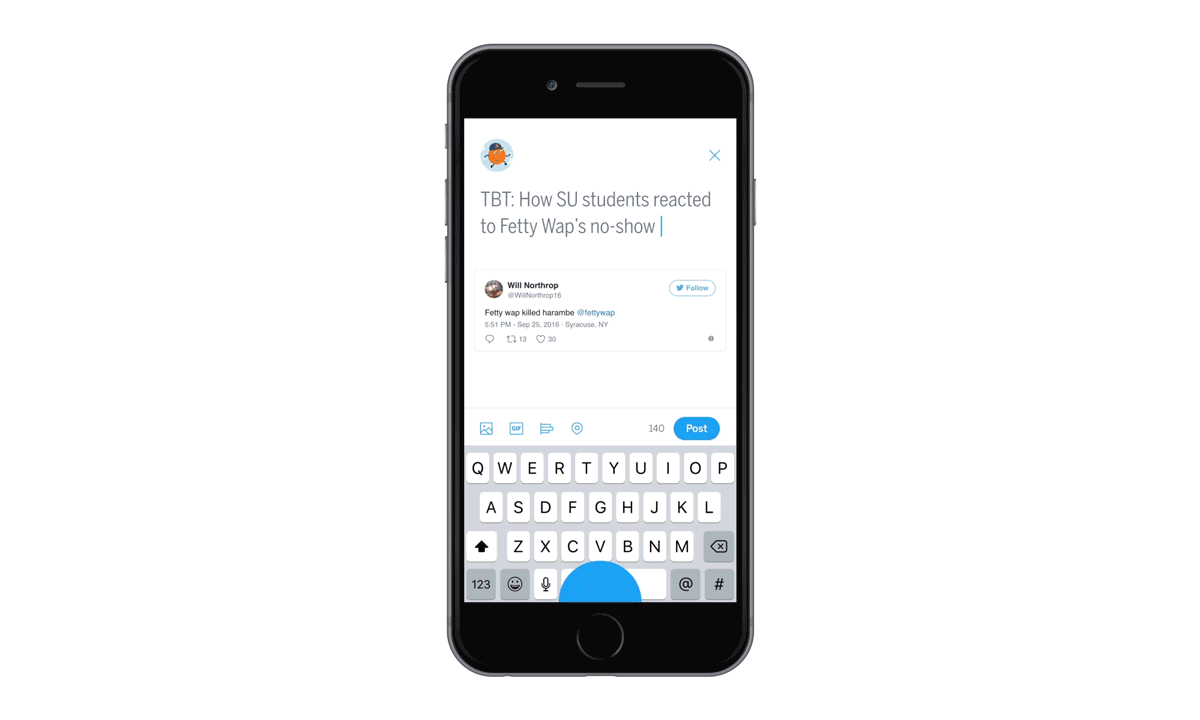 TBT: How SU students reacted
to Fetty Wap's no-show
Will Northrop
@WillNorthrop16
Follow
Fetty wap killed harambe @fettywap
5:51 PM - Sep 25, 2016 · Syracuse, NY
13 30
GIF
140 Post
Q W E R T Y U I O P
A S D F G H J K L
Z X C V B N M
123 @ #